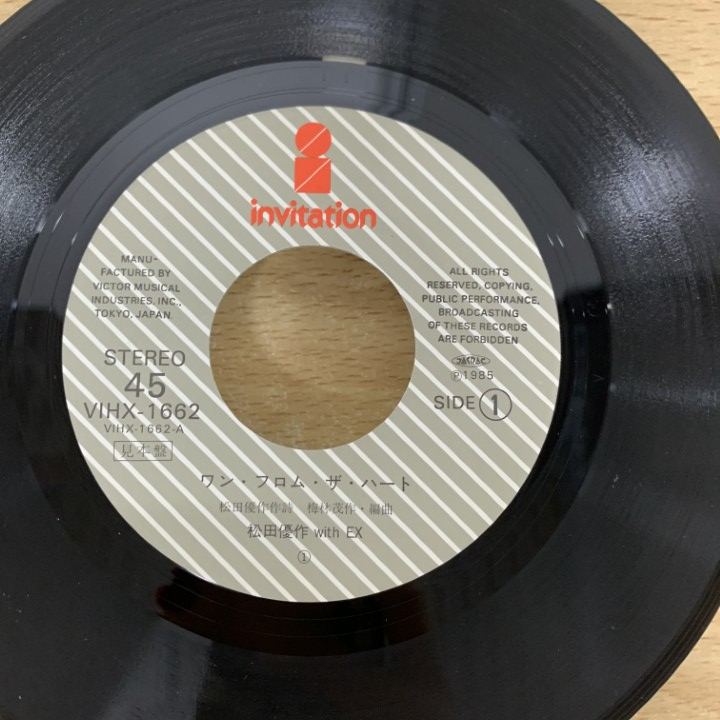 invitation
MANU-
FACTURED BY
VICTOR MUSICAL
INDUSTRIES, INC.,
TOKYO, JAPAN
ALL RIGHTS
RESERVED, COPYING,
PUBLIC PERFORMANCE,
BROADCASTING
OF THESE RECORDS
ARE FORBIDDEN
JASRAC
Ⓟ1985
STEREO
45
VIHX-1662
VIHX-1662-A
見本盤
SIDE 1
ワン・フロム・ザ・ハート
松田優作作詩 梅林茂作・編曲
松田優作 with EX
①